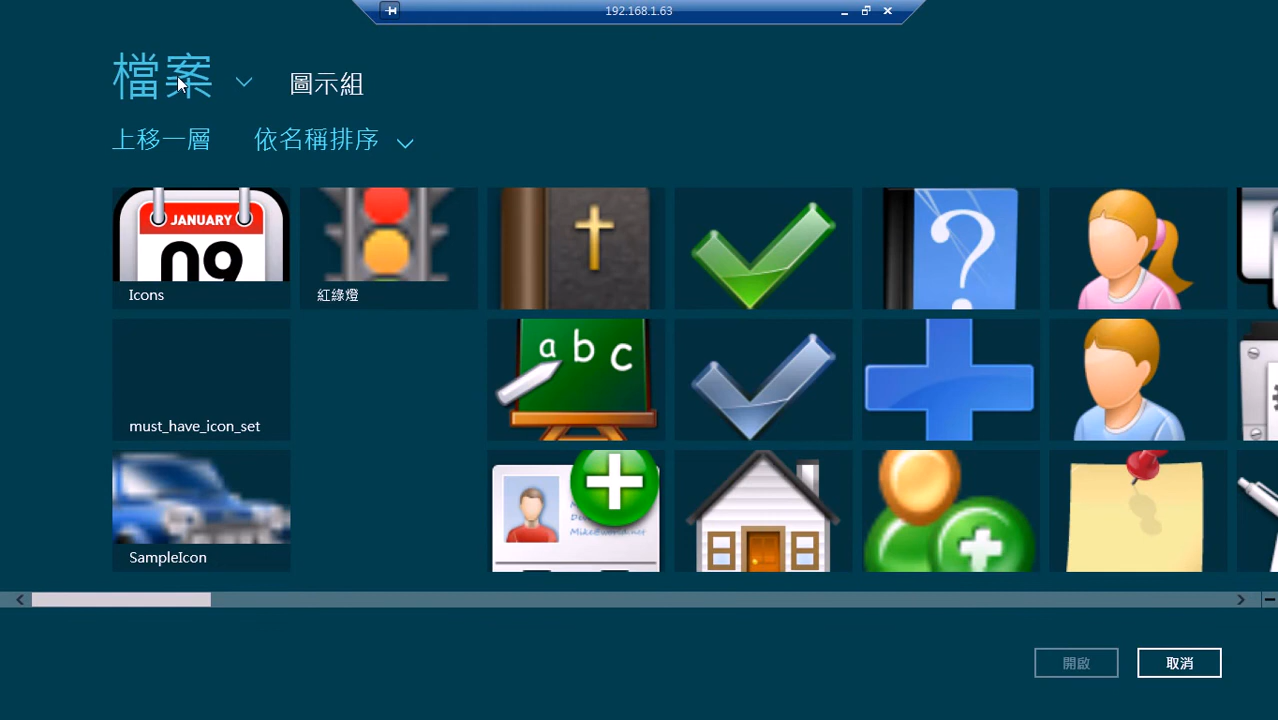 192.168.1.63
檔案 圖示組
上移一層 依名稱排序
JANUARY
09
Icons
紅綠燈
?
a b c
must_have_icon_set
SampleIcon
開啟 取消